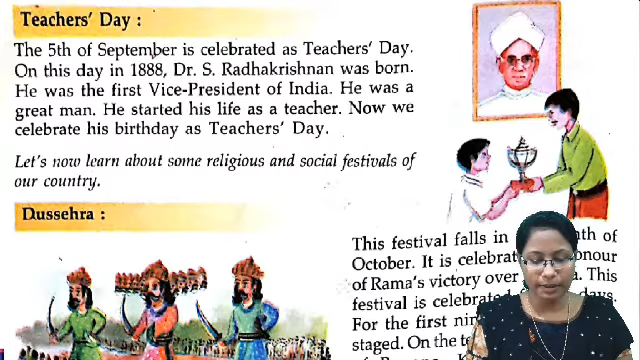 Teachers' Day :
The 5th of September is celebrated as Teachers' Day.
On this day in 1888, Dr. S. Radhakrishnan was born.
He was the first Vice-President of India. He was a
great man. He started his life as a teacher. Now we
celebrate his birthday as Teachers' Day.
Let's now learn about some religious and social festivals of
our country.
Dussehra :
This festival falls in of
October. It is
of Rama's victory over This
festival is
For the first
staged. On the